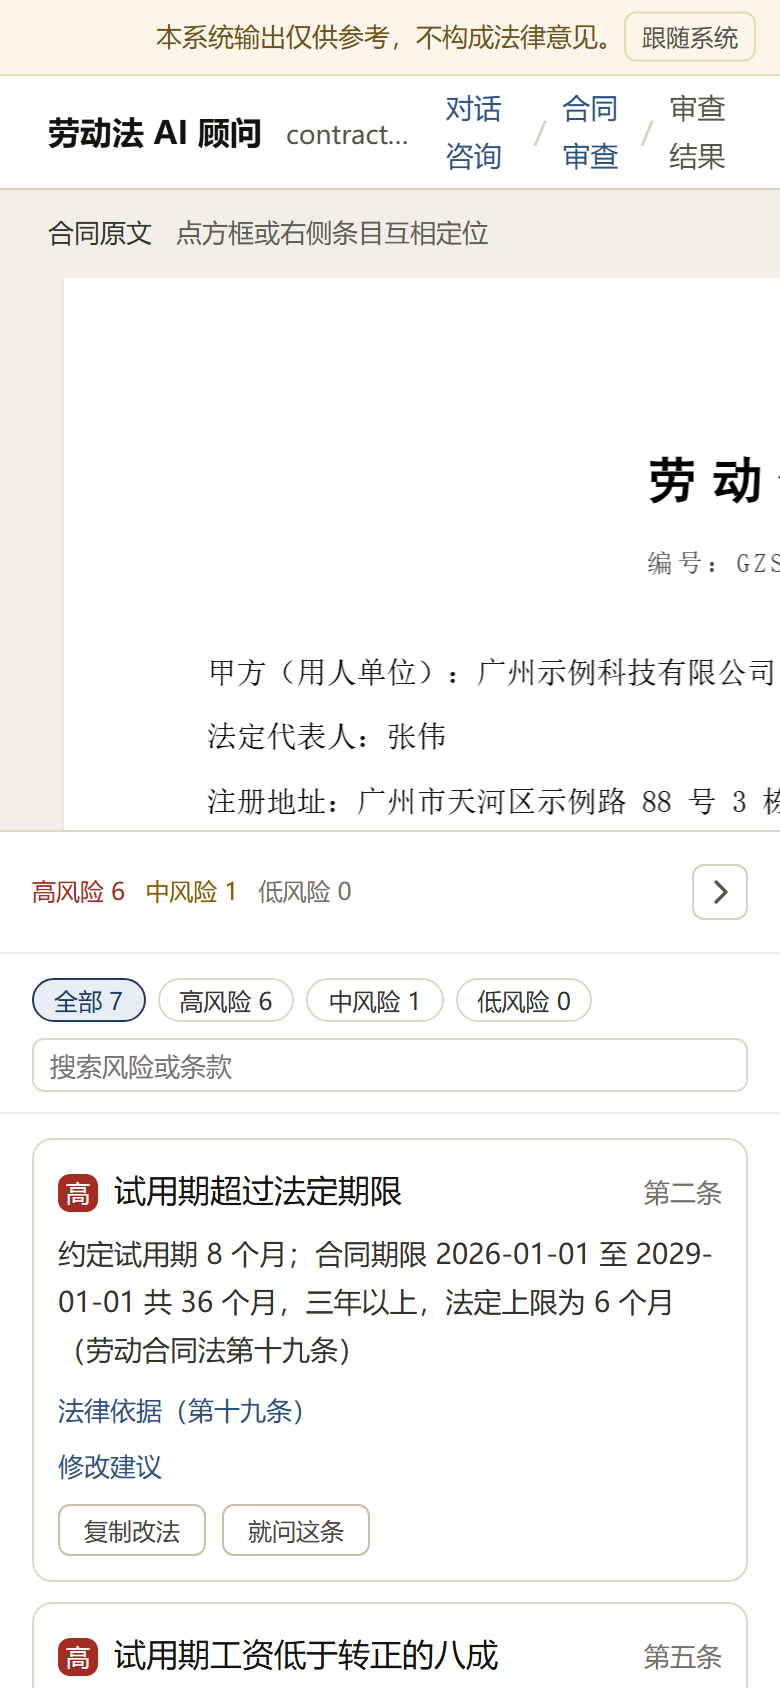 本系统输出仅供参考，不构成法律意见。 跟随系统
劳动法 AI 顾问 contract... 对话咨询 / 合同审查 / 审查结果
合同原文 点方框或右侧条目互相定位
劳 动
编号：GZS
甲方（用人单位）：广州示例科技有限公司
法定代表人：张伟
注册地址：广州市天河区示例路 88 号 3 栋
高风险 6 中风险 1 低风险 0
全部 7 高风险 6 中风险 1 低风险 0
搜索风险或条款
高 试用期超过法定期限 第二条
约定试用期 8 个月；合同期限 2026-01-01 至 2029-
01-01 共 36 个月，三年以上，法定上限为 6 个月
（劳动合同法第十九条）
法律依据（第十九条）
修改建议
复制改法 就问这条
高 试用期工资低于转正的八成 第五条